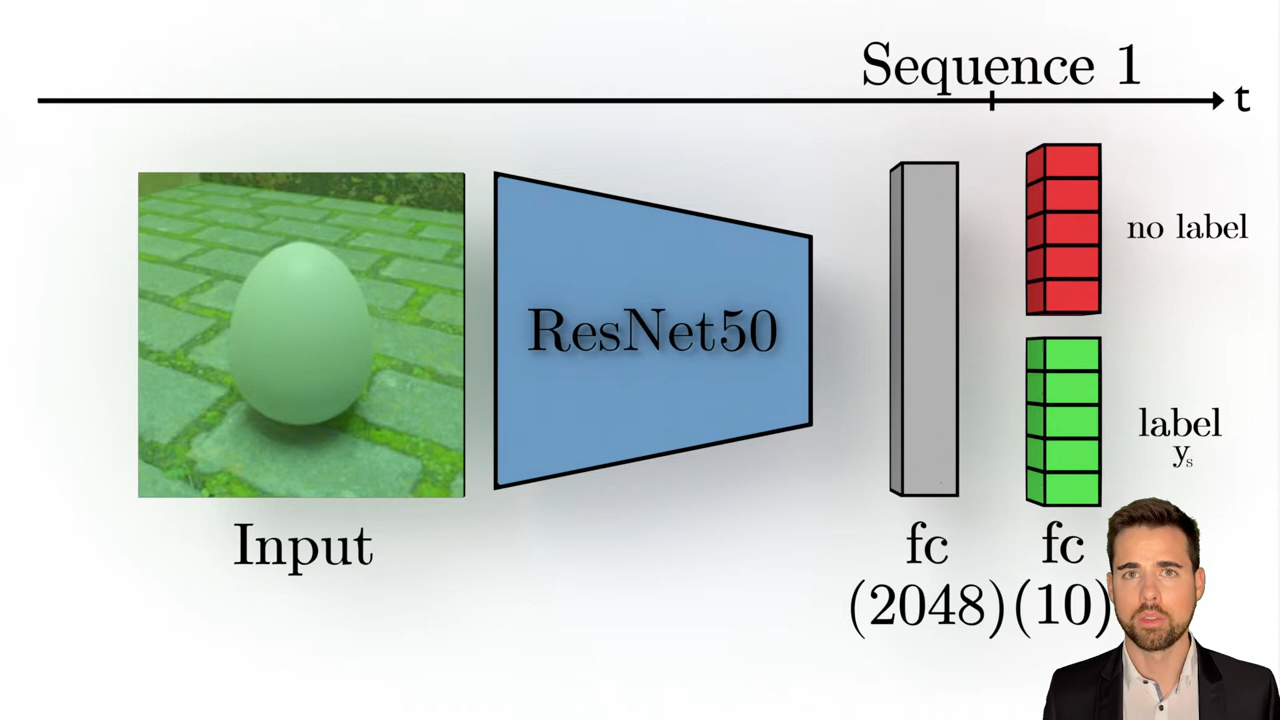 Sequence 1
t
no label
ResNet50
label
yₛ
Input
fc
(2048)
fc
(10)